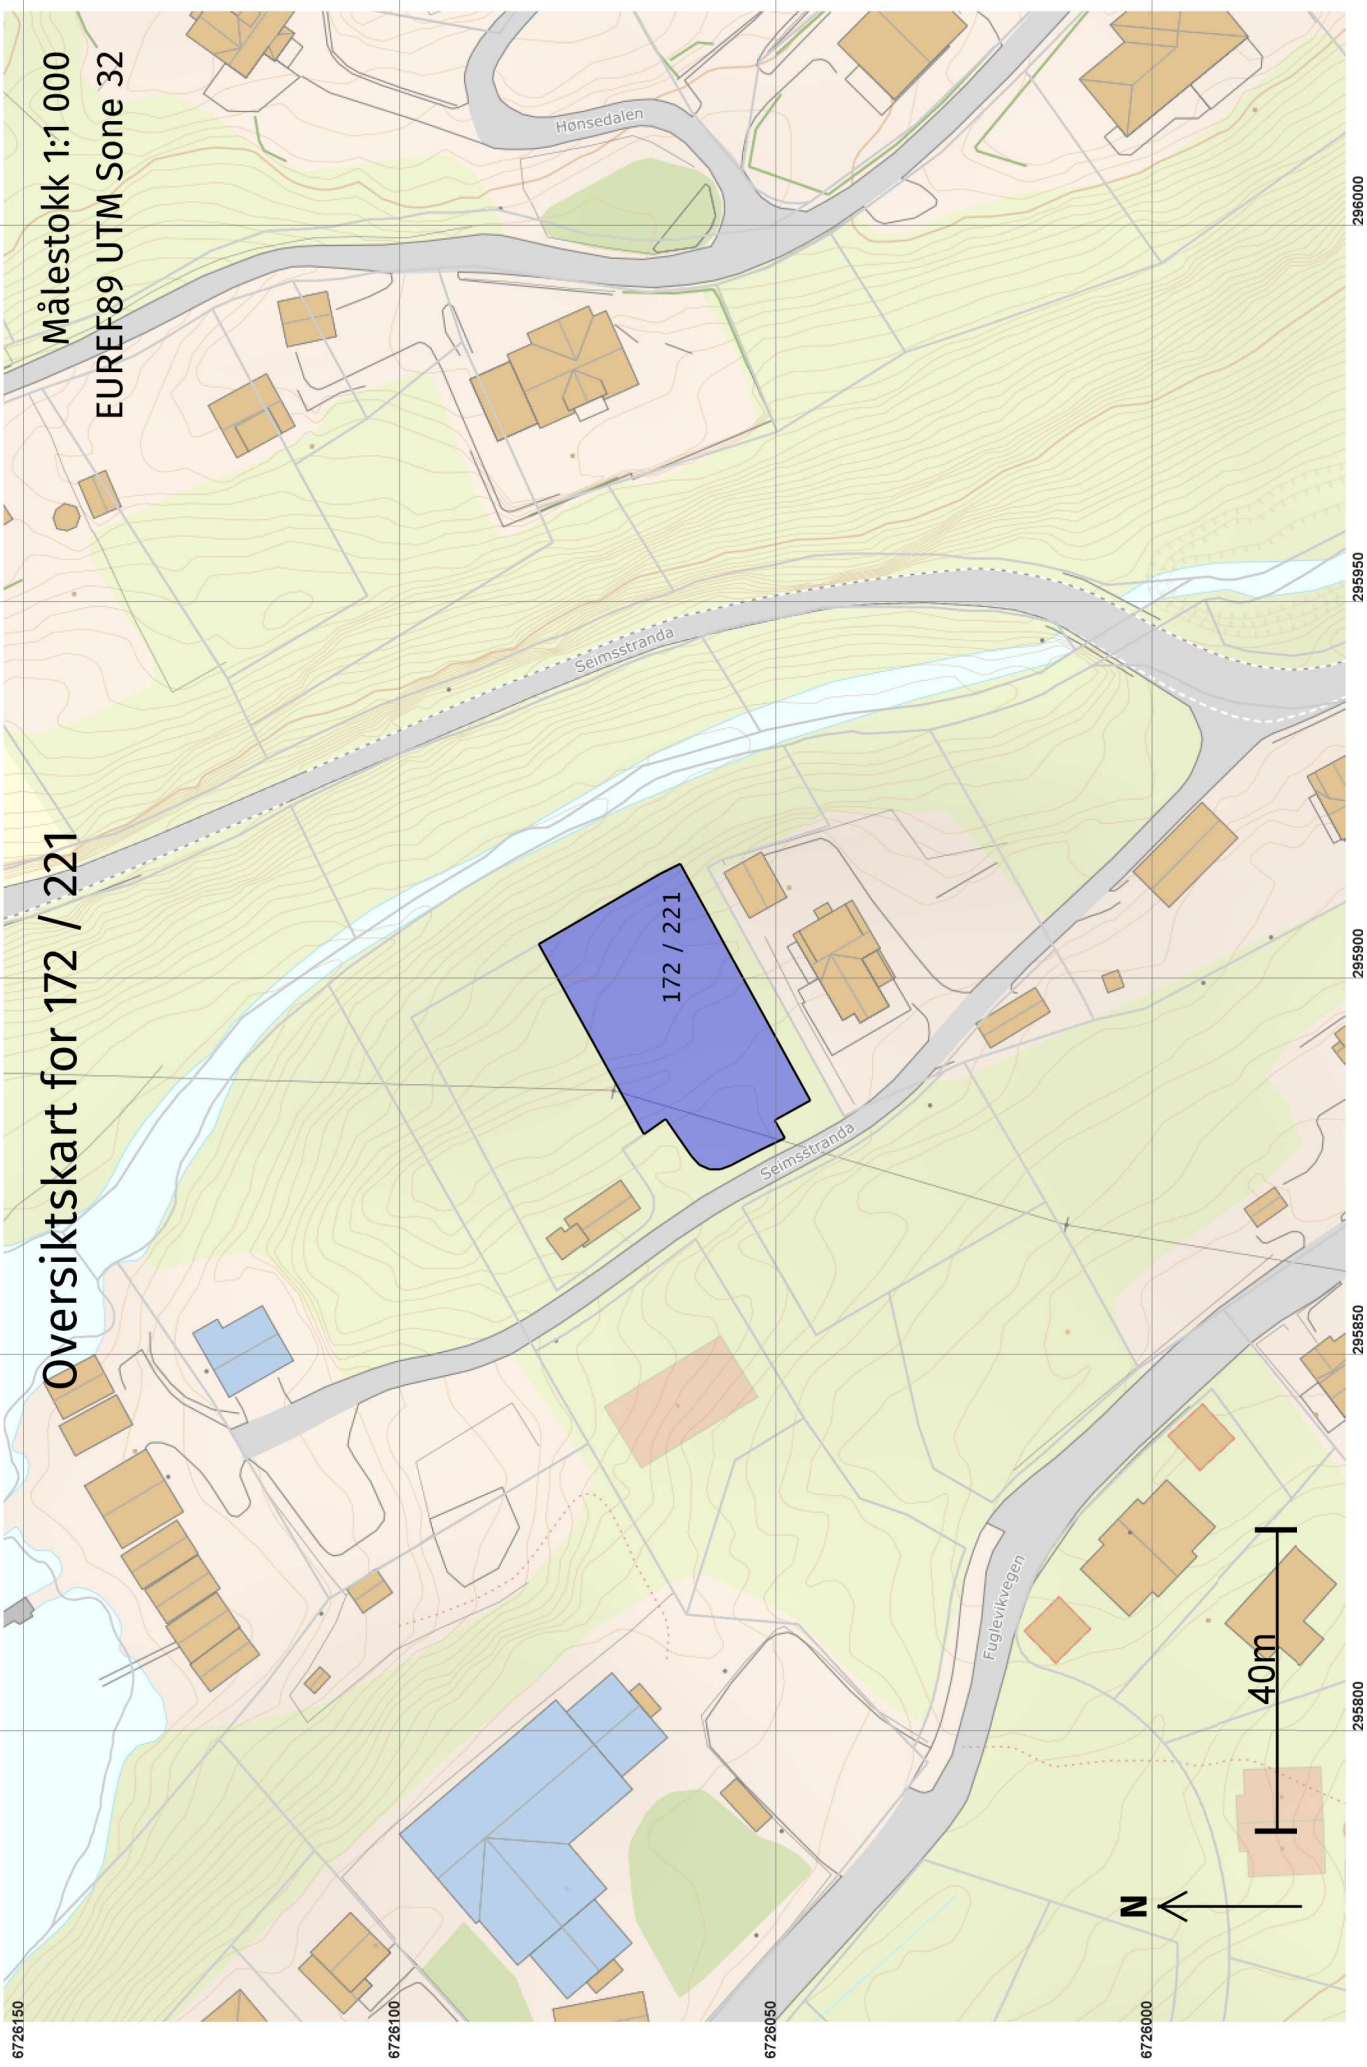 Oversiktskart for 172 / 221
Målestokk 1:1 000
EUREF89 UTM Sone 32
Hønsedalen
Seimsstranda
172 / 221
Seimsstranda
Fuglevikvegen
40m
N
6726150
6726100
6726050
6726000
295800
295850
295900
295950
296000